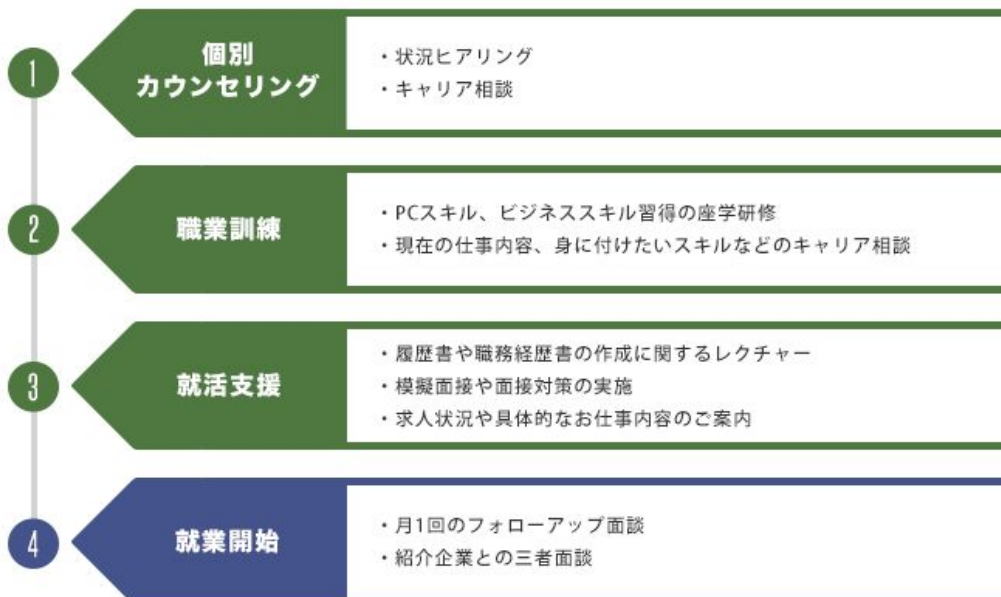 1
個別
カウンセリング
・状況ヒアリング
・キャリア相談
2
職業訓練
・PCスキル、ビジネススキル習得の座学研修
・現在の仕事内容、身に付けたいスキルなどのキャリア相談
3
就活支援
・履歴書や職務経歴書の作成に関するレクチャー
・模擬面接や面接対策の実施
・求人状況や具体的なお仕事内容のご案内
4
就業開始
・月1回のフォローアップ面談
・紹介企業との三者面談